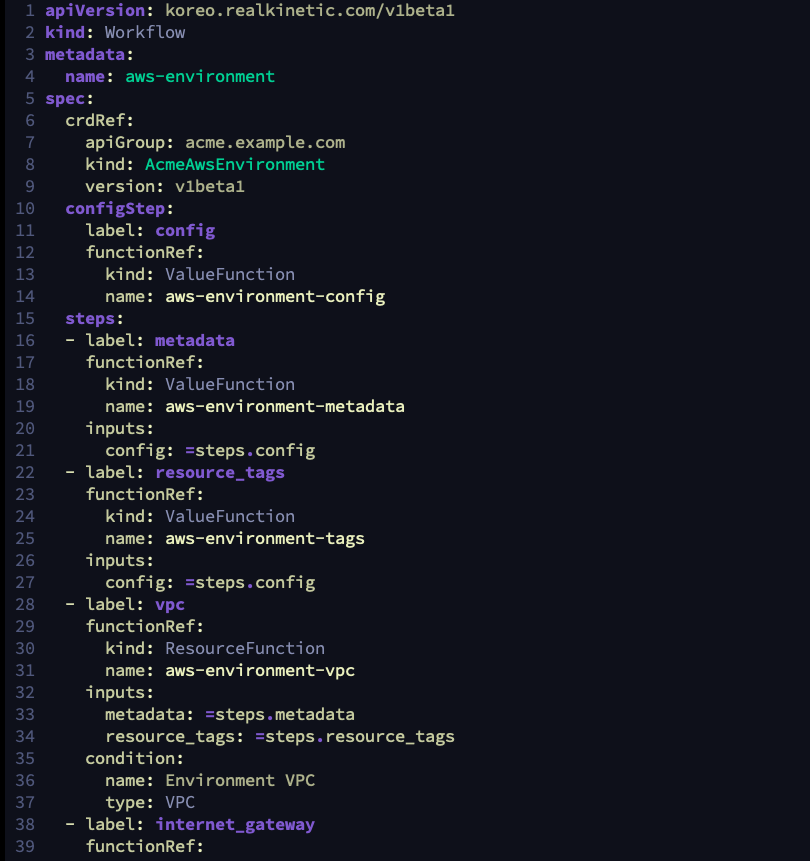 1 apiVersion: koreo.realkinetic.com/v1beta1
2 kind: Workflow
3 metadata:
4   name: aws-environment
5 spec:
6   crdRef:
7     apiGroup: acme.example.com
8     kind: AcmeAwsEnvironment
9     version: v1beta1
10   configStep:
11     label: config
12     functionRef:
13       kind: ValueFunction
14       name: aws-environment-config
15   steps:
16   - label: metadata
17     functionRef:
18       kind: ValueFunction
19       name: aws-environment-metadata
20     inputs:
21       config: =steps.config
22   - label: resource_tags
23     functionRef:
24       kind: ValueFunction
25       name: aws-environment-tags
26     inputs:
27       config: =steps.config
28   - label: vpc
29     functionRef:
30       kind: ResourceFunction
31       name: aws-environment-vpc
32     inputs:
33       metadata: =steps.metadata
34       resource_tags: =steps.resource_tags
35     condition:
36       name: Environment VPC
37       type: VPC
38   - label: internet_gateway
39     functionRef: